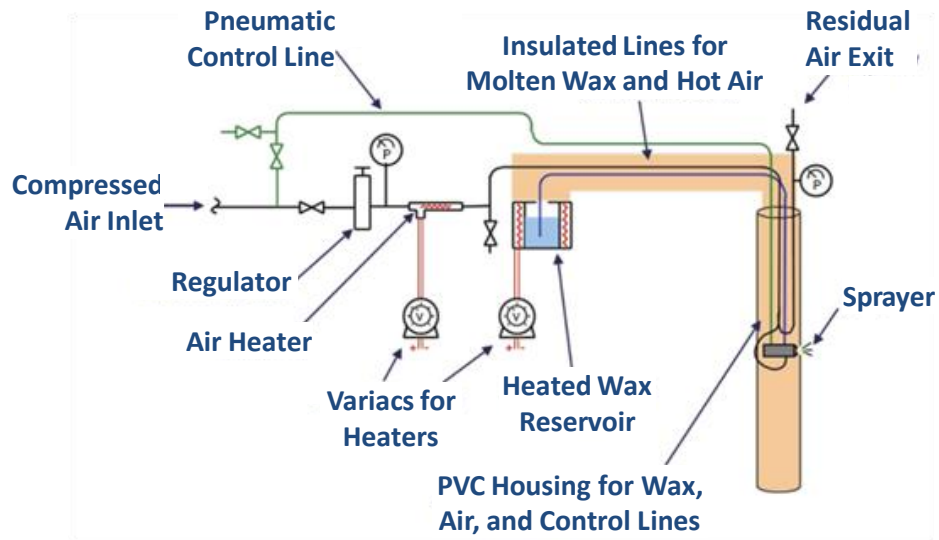 Pneumatic
Control Line
Insulated Lines for
Molten Wax and Hot Air
Residual
Air Exit
P
P
Compressed
Air Inlet
Regulator
Air Heater
V
V
+ -
+ -
Variacs for
Heaters
Heated Wax
Reservoir
Sprayer
PVC Housing for Wax,
Air, and Control Lines